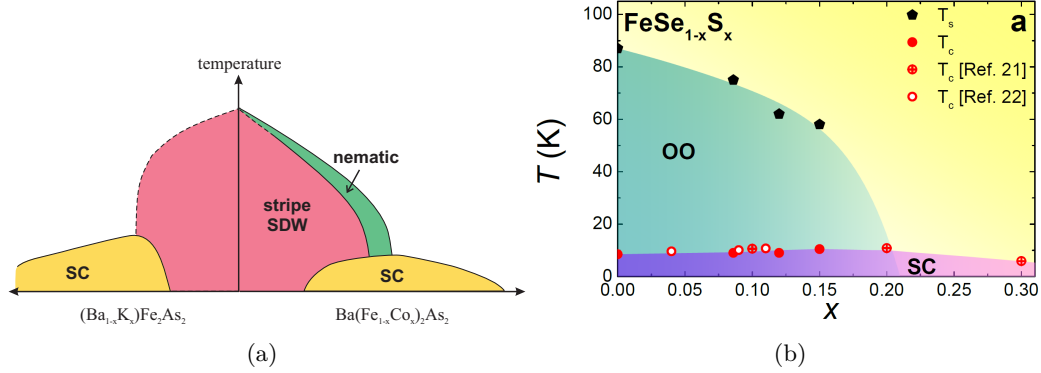 temperature
nematic
stripe
SDW
SC
SC
(Ba1-xKx)Fe2As2
Ba(Fe1-xCox)2As2
(a)
FeSe1-xSx
a
Ts
Tc
Tc [Ref. 21]
Tc [Ref. 22]
OO
SC
T (K)
100
80
60
40
20
0
0.00 0.05 0.10 0.15 0.20 0.25 0.30
x
(b)